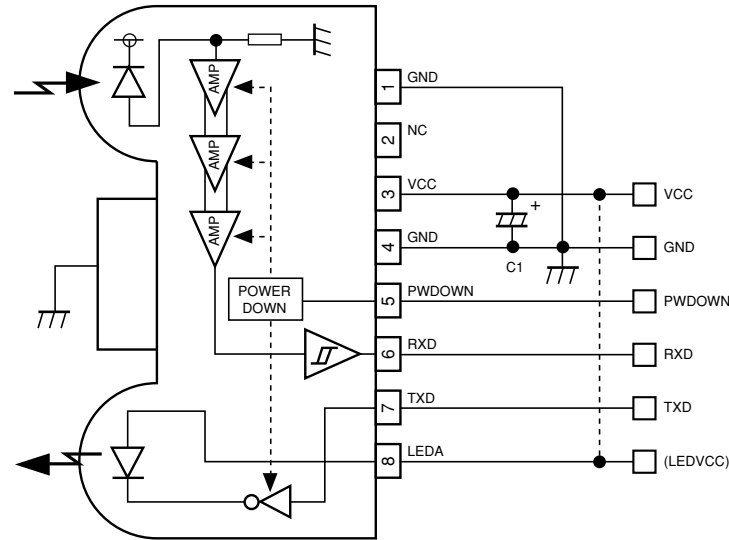 AMP
1
GND
2
NC
AMP
3
VCC
+
VCC
AMP
4
GND
C1
GND
POWER
DOWN
5
PWDOWN
PWDOWN
6
RXD
RXD
7
TXD
TXD
8
LEDA
(LEDVCC)